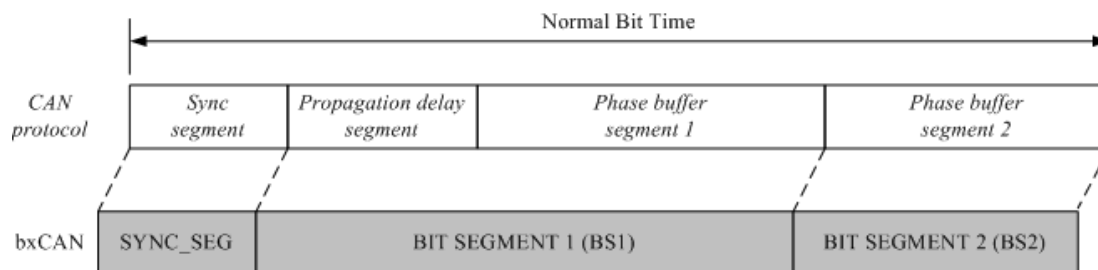 Normal Bit Time
CAN protocol
Sync segment
Propagation delay segment
Phase buffer segment 1
Phase buffer segment 2
bxCAN
SYNC_SEG
BIT SEGMENT 1 (BS1)
BIT SEGMENT 2 (BS2)